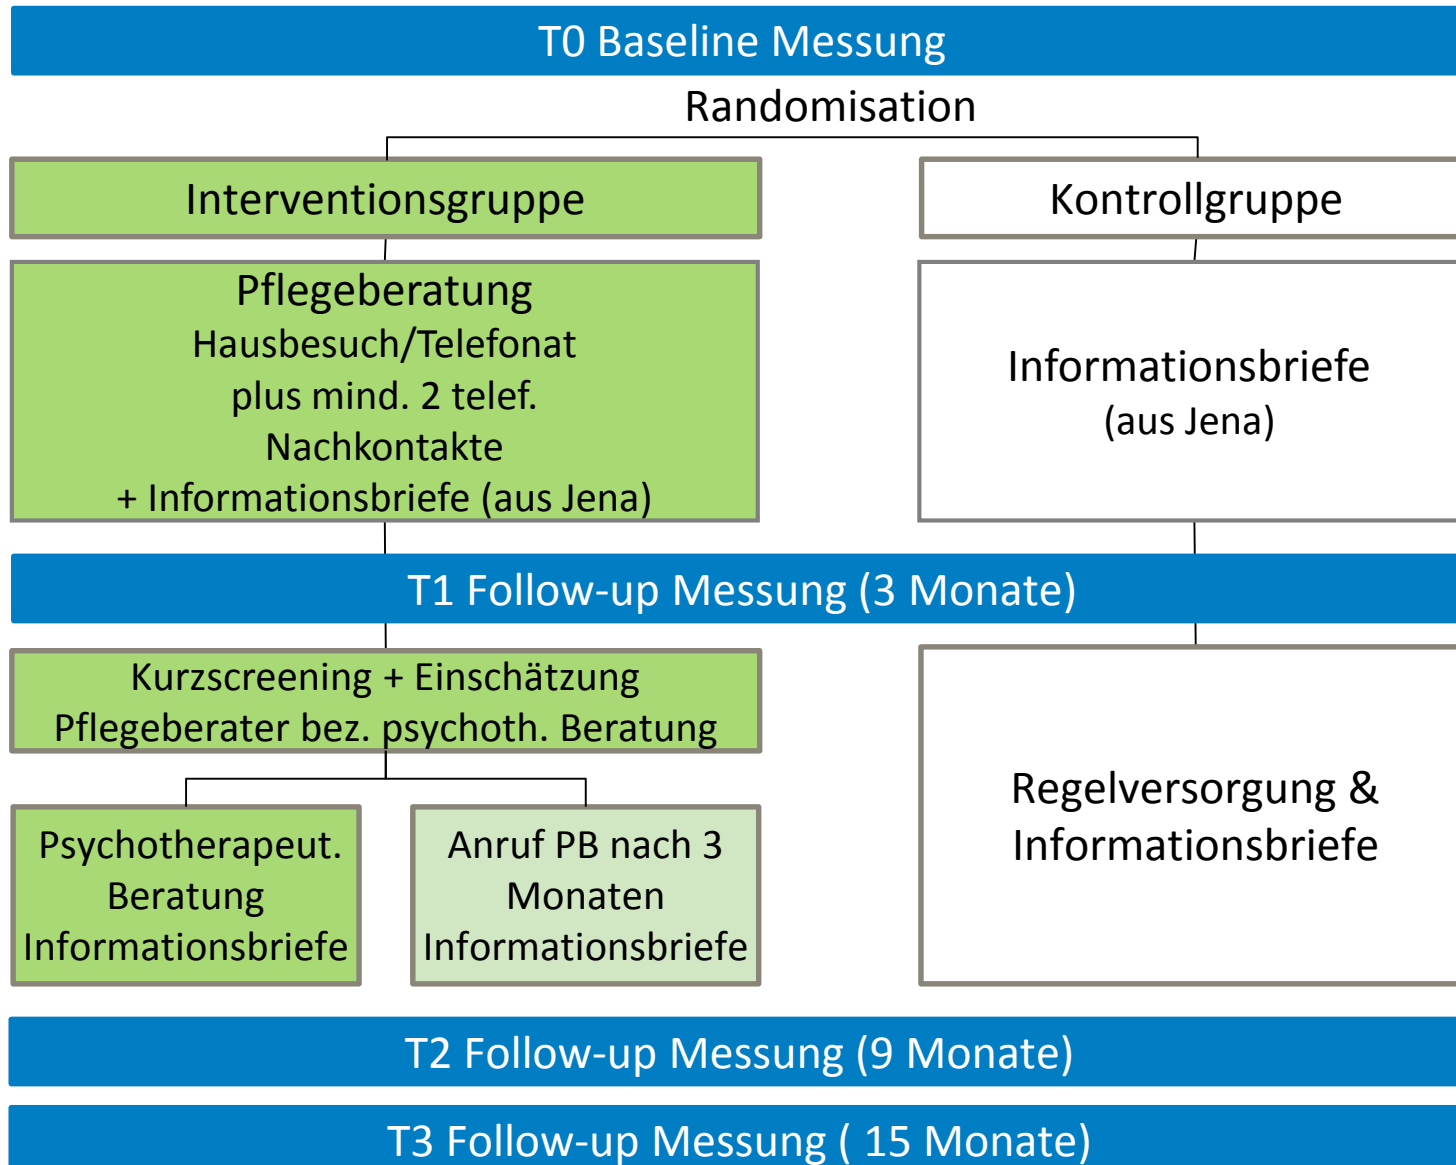 T0 Baseline Messung
Randomisation
Interventionsgruppe
Kontrollgruppe
Pflegeberatung
Hausbesuch/Telefonat
plus mind. 2 telef.
Nachkontakte
+ Informationsbriefe (aus Jena)
Informationsbriefe
(aus Jena)
T1 Follow-up Messung (3 Monate)
Kurzscreening + Einschätzung
Pflegeberater bez. psychoth. Beratung
Psychotherapeut.
Beratung
Informationsbriefe
Anruf PB nach 3
Monaten
Informationsbriefe
Regelversorgung &
Informationsbriefe
T2 Follow-up Messung (9 Monate)
T3 Follow-up Messung ( 15 Monate)